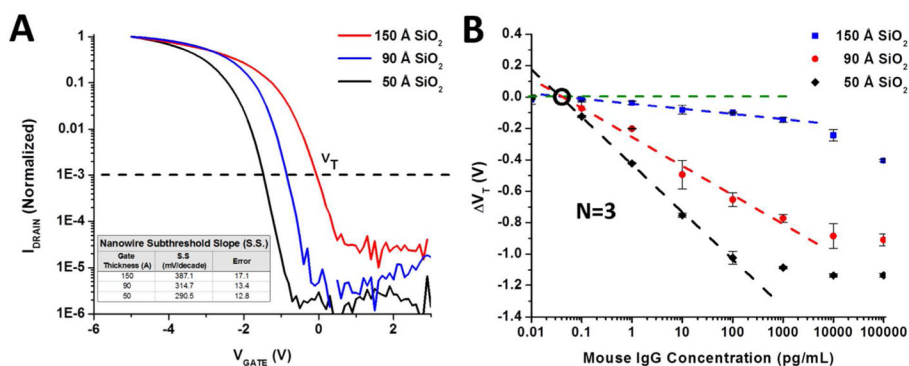 A
150 Å SiO2
90 Å SiO2
50 Å SiO2
1
0.1
0.01
1E-3
1E-4
1E-5
1E-6
IDRAIN (Normalized)
VT
Nanowire Subthreshold Slope (S.S.)
Gate Thickness (A) S.S (mV/decade) Error
150 387.1 17.1
90 314.7 13.4
50 290.5 12.8
-6 -4 -2 0 2
VGATE (V)
B
150 Å SiO2
90 Å SiO2
50 Å SiO2
0.4
0.2
0.0
-0.2
-0.4
-0.6
-0.8
-1.0
-1.2
-1.4
ΔVT (V)
N=3
0.01 0.1 1 10 100 1000 10000 100000
Mouse IgG Concentration (pg/mL)